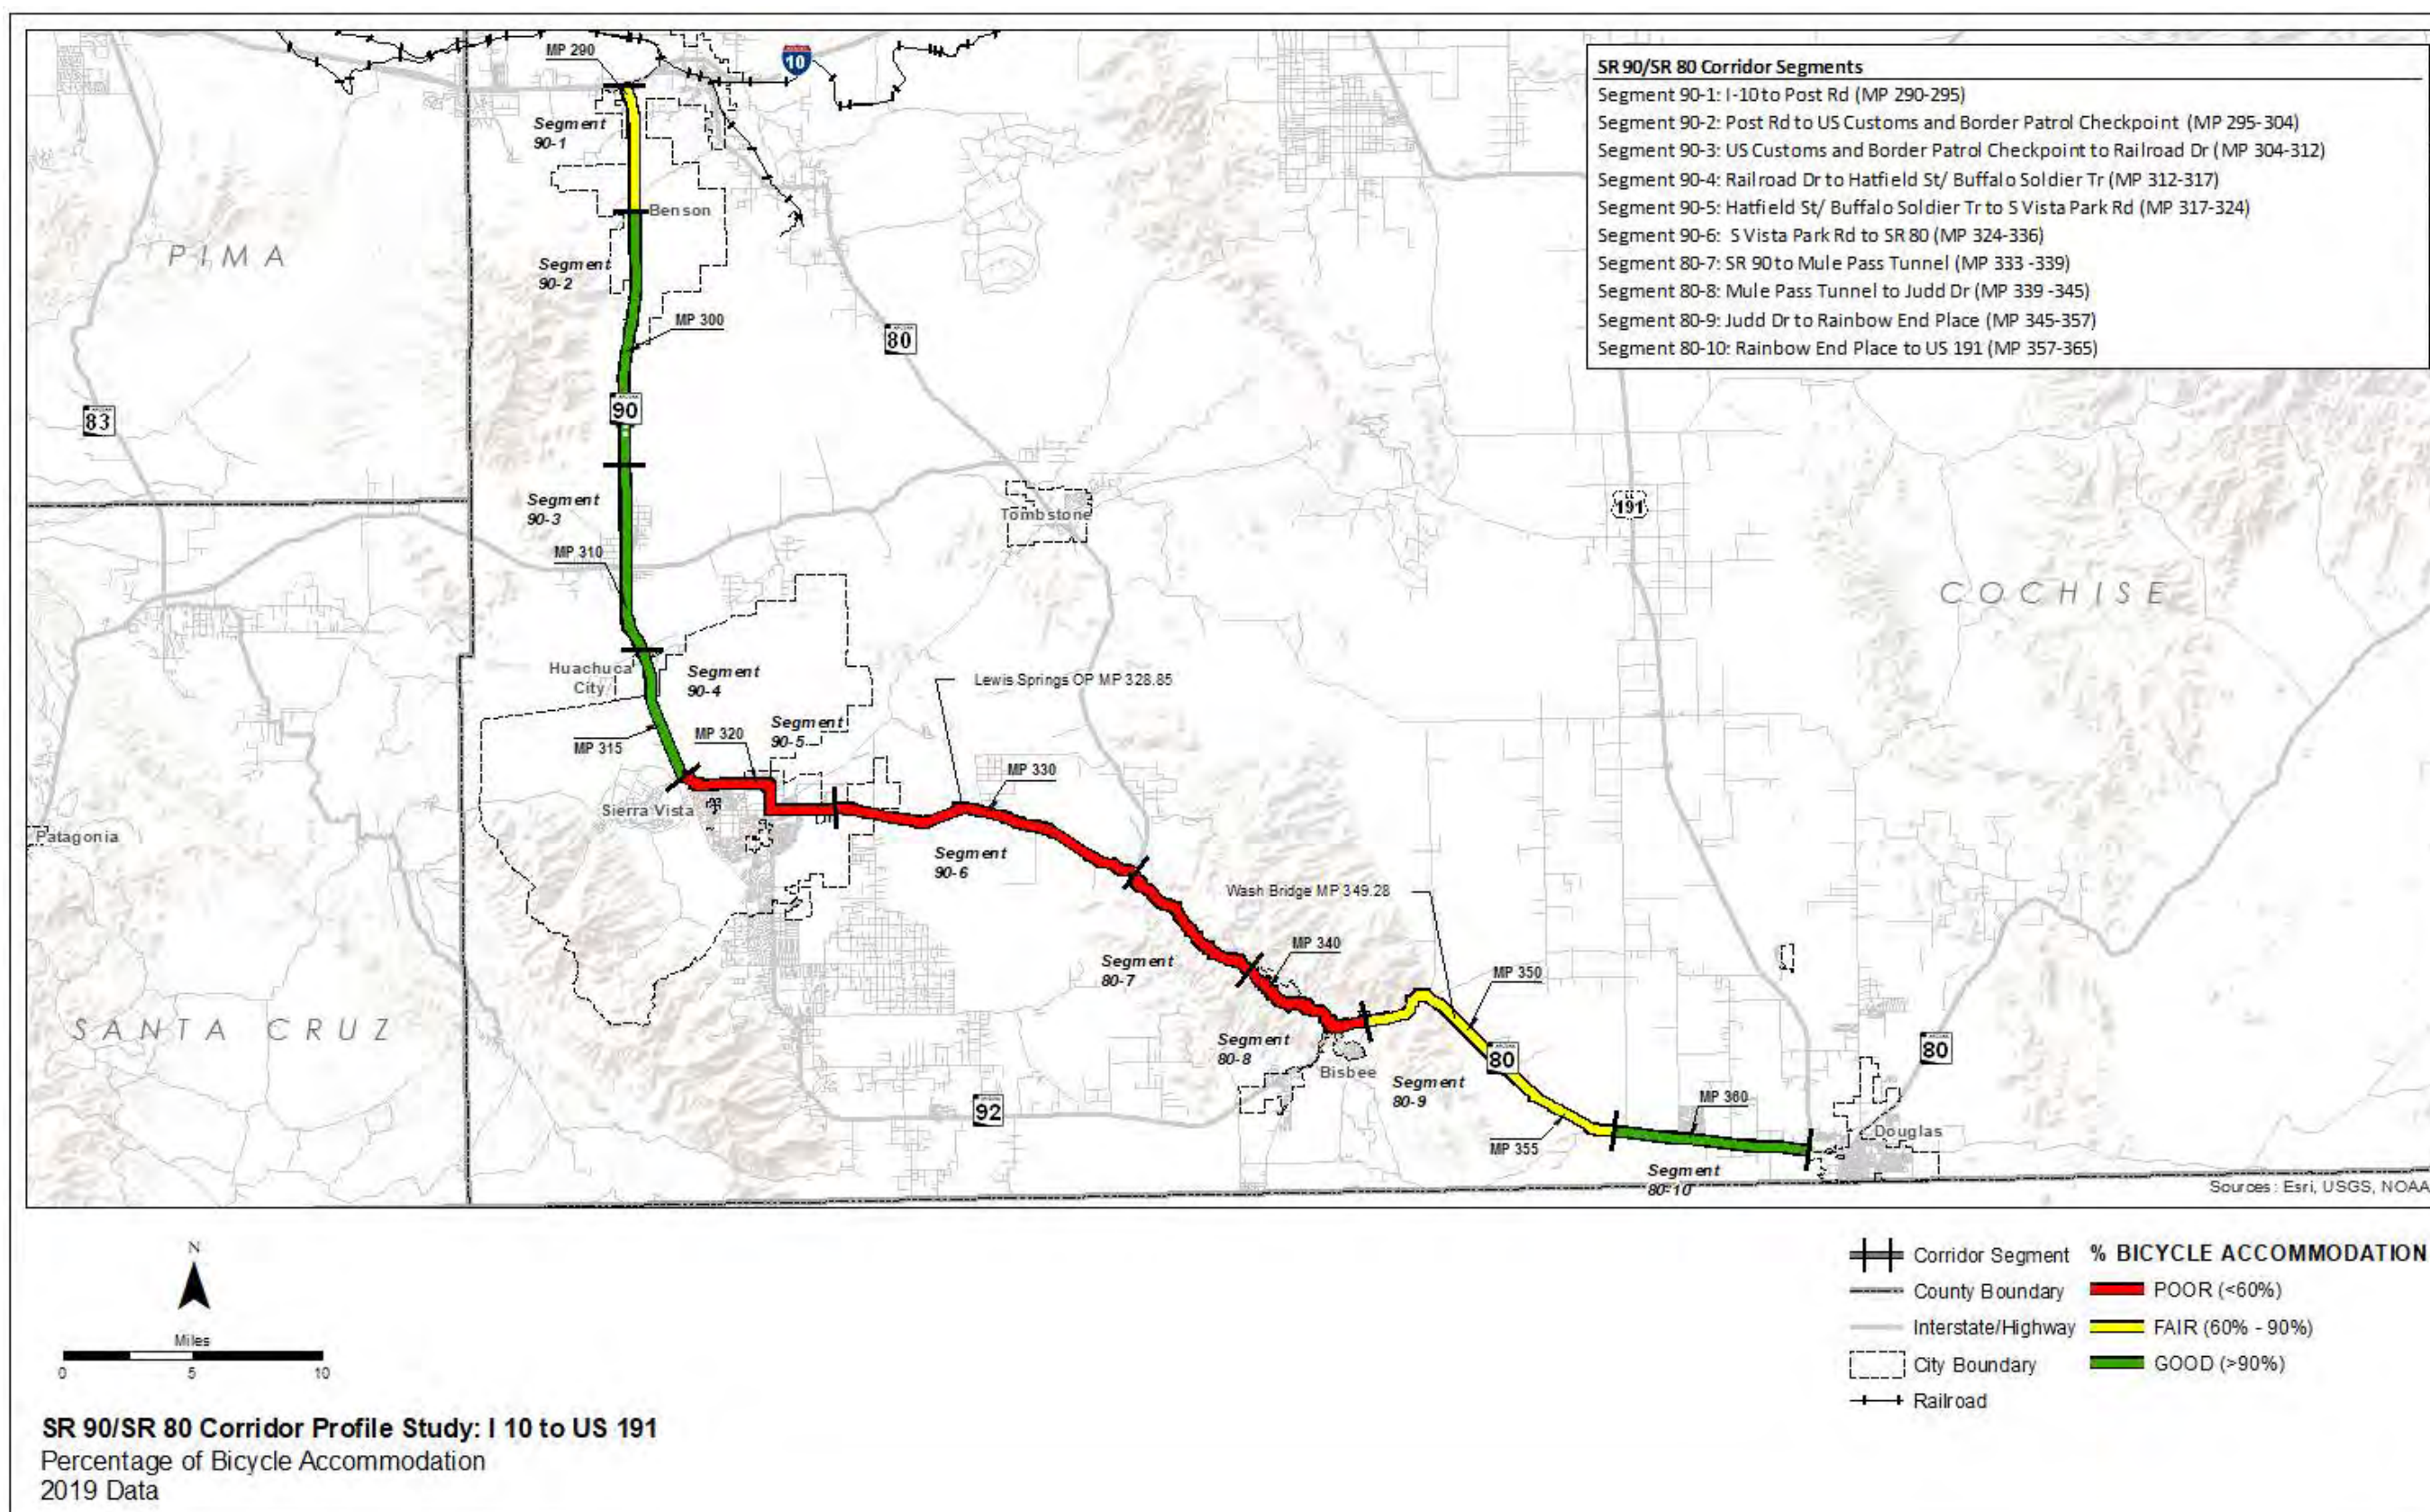 SR 90/SR 80 Corridor Segments
Segment 90-1: I-10 to Post Rd (MP 290-295)
Segment 90-2: Post Rd to US Customs and Border Patrol Checkpoint (MP 295-304)
Segment 90-3: US Customs and Border Patrol Checkpoint to Railroad Dr (MP 304-312)
Segment 90-4: Railroad Dr to Hatfield St/ Buffalo Soldier Tr (MP 312-317)
Segment 90-5: Hatfield St/ Buffalo Soldier Tr to S Vista Park Rd (MP 317-324)
Segment 90-6: S Vista Park Rd to SR 80 (MP 324-336)
Segment 80-7: SR 90 to Mule Pass Tunnel (MP 333 -339)
Segment 80-8: Mule Pass Tunnel to Judd Dr (MP 339 -345)
Segment 80-9: Judd Dr to Rainbow End Place (MP 345-357)
Segment 80-10: Rainbow End Place to US 191 (MP 357-365)
MP 290
10
Segment
90-1
Benson
PIMA
Segment
90-2
MP 300
80
90
83
Segment
90-3
Tombstone
191
MP 310
COCHISE
Huachuca
City
Segment
90-4
Lewis Springs OP MP 328.85
Segment
90-5
MP 315
MP 320
MP 330
Sierra Vista
Patagonia
Segment
90-6
Wash Bridge MP 349.28
MP 340
Segment
80-7
MP 350
SANTA CRUZ
Segment
80-8
Bisbee
80
80
Segment
80-9
92
MP 360
MP 355
Douglas
Segment
80-10
Sources: Esri, USGS, NOAA
N
Miles
0 5 10
Corridor Segment
County Boundary
Interstate/Highway
City Boundary
Railroad
% BICYCLE ACCOMMODATION
POOR (<60%)
FAIR (60% - 90%)
GOOD (>90%)
SR 90/SR 80 Corridor Profile Study: I 10 to US 191
Percentage of Bicycle Accommodation
2019 Data